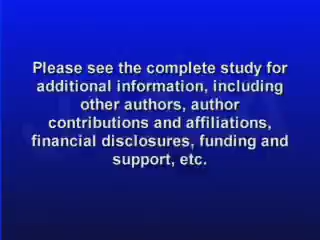 Please see the complete study for
additional information, including
other authors, author
contributions and affiliations,
financial disclosures, funding and
support, etc.